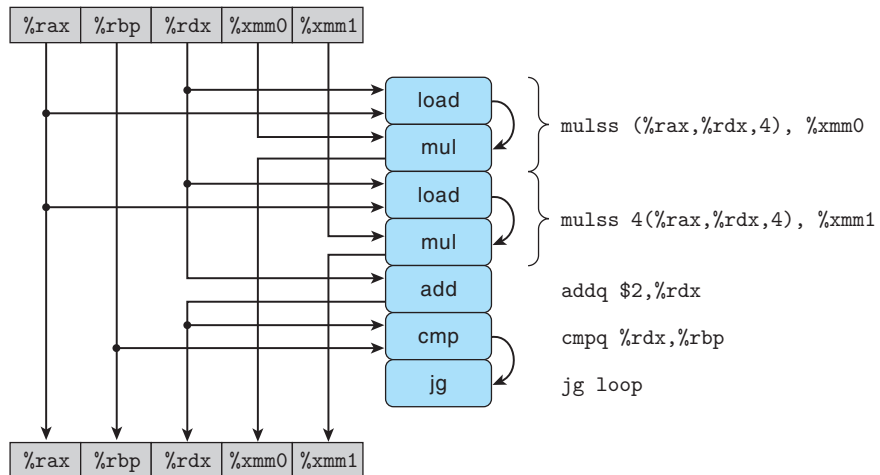 %rax %rbp %rdx %xmm0 %xmm1
load
mul
mulss (%rax,%rdx,4), %xmm0
load
mul
mulss 4(%rax,%rdx,4), %xmm1
add
addq $2,%rdx
cmp
cmpq %rdx,%rbp
jg
jg loop
%rax %rbp %rdx %xmm0 %xmm1